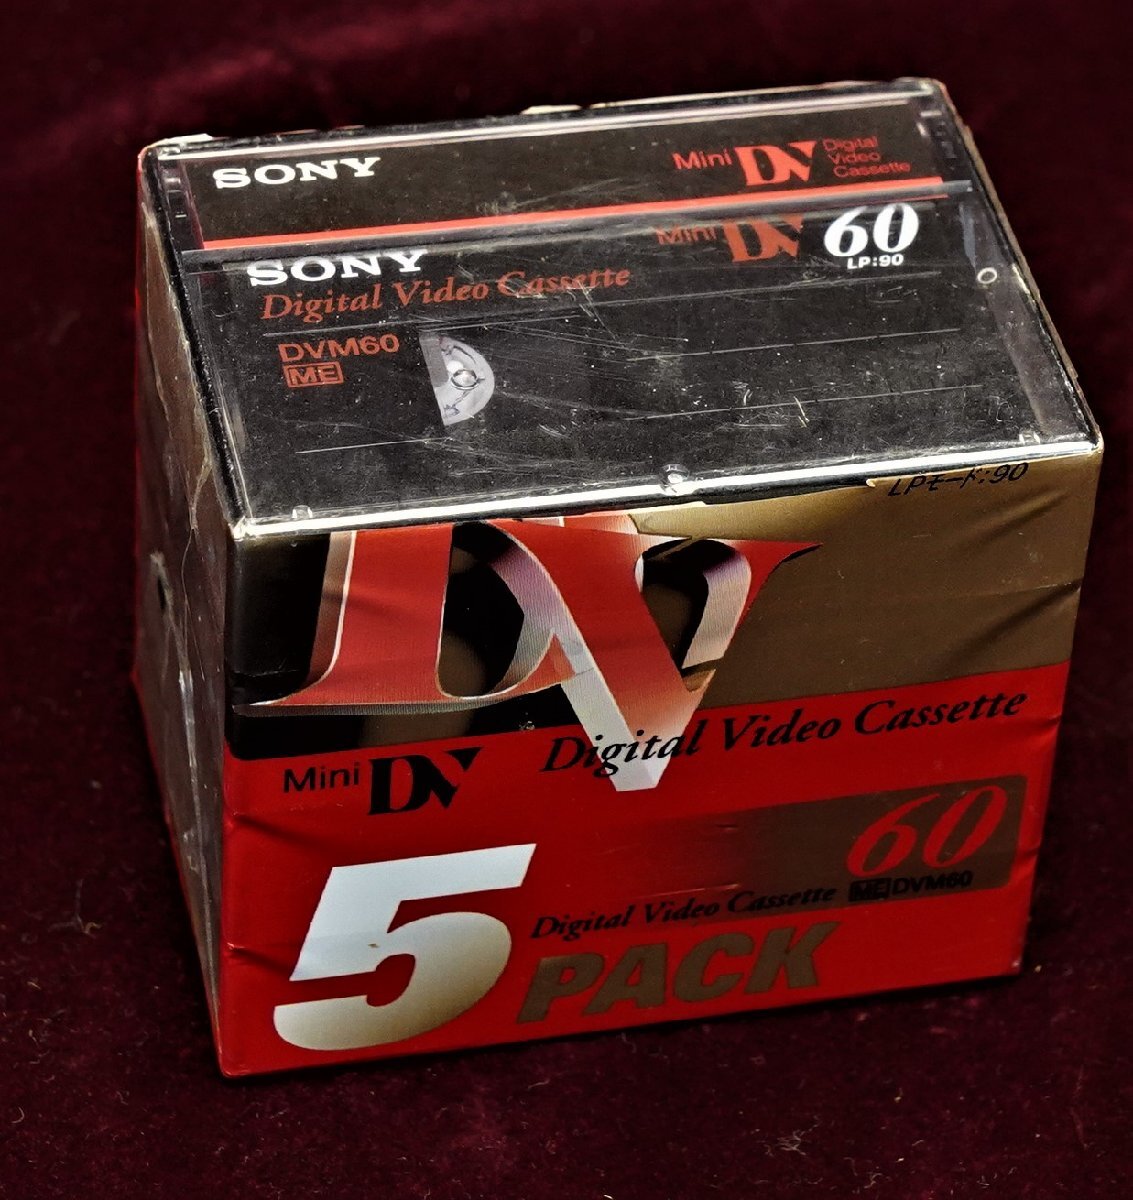 SONY
Mini DV Digital
Video
Cassette
SONY
Mini DV 60
LP:90
Digital Video Cassette
DVM60
ME
LPモード:90
DV
Digital Video Cassette
Mini DV
60
ME DVM60
5
Digital Video Cassette
PACK